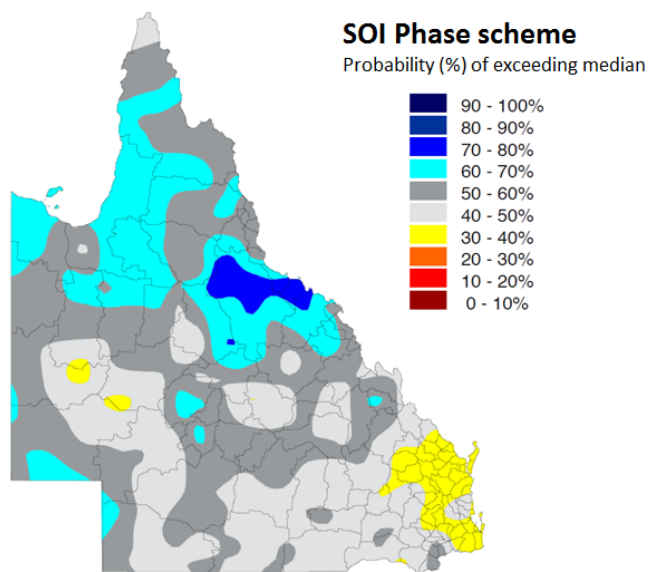 SOI Phase scheme
Probability (%) of exceeding median
90 - 100%
80 - 90%
70 - 80%
60 - 70%
50 - 60%
40 - 50%
30 - 40%
20 - 30%
10 - 20%
0 - 10%